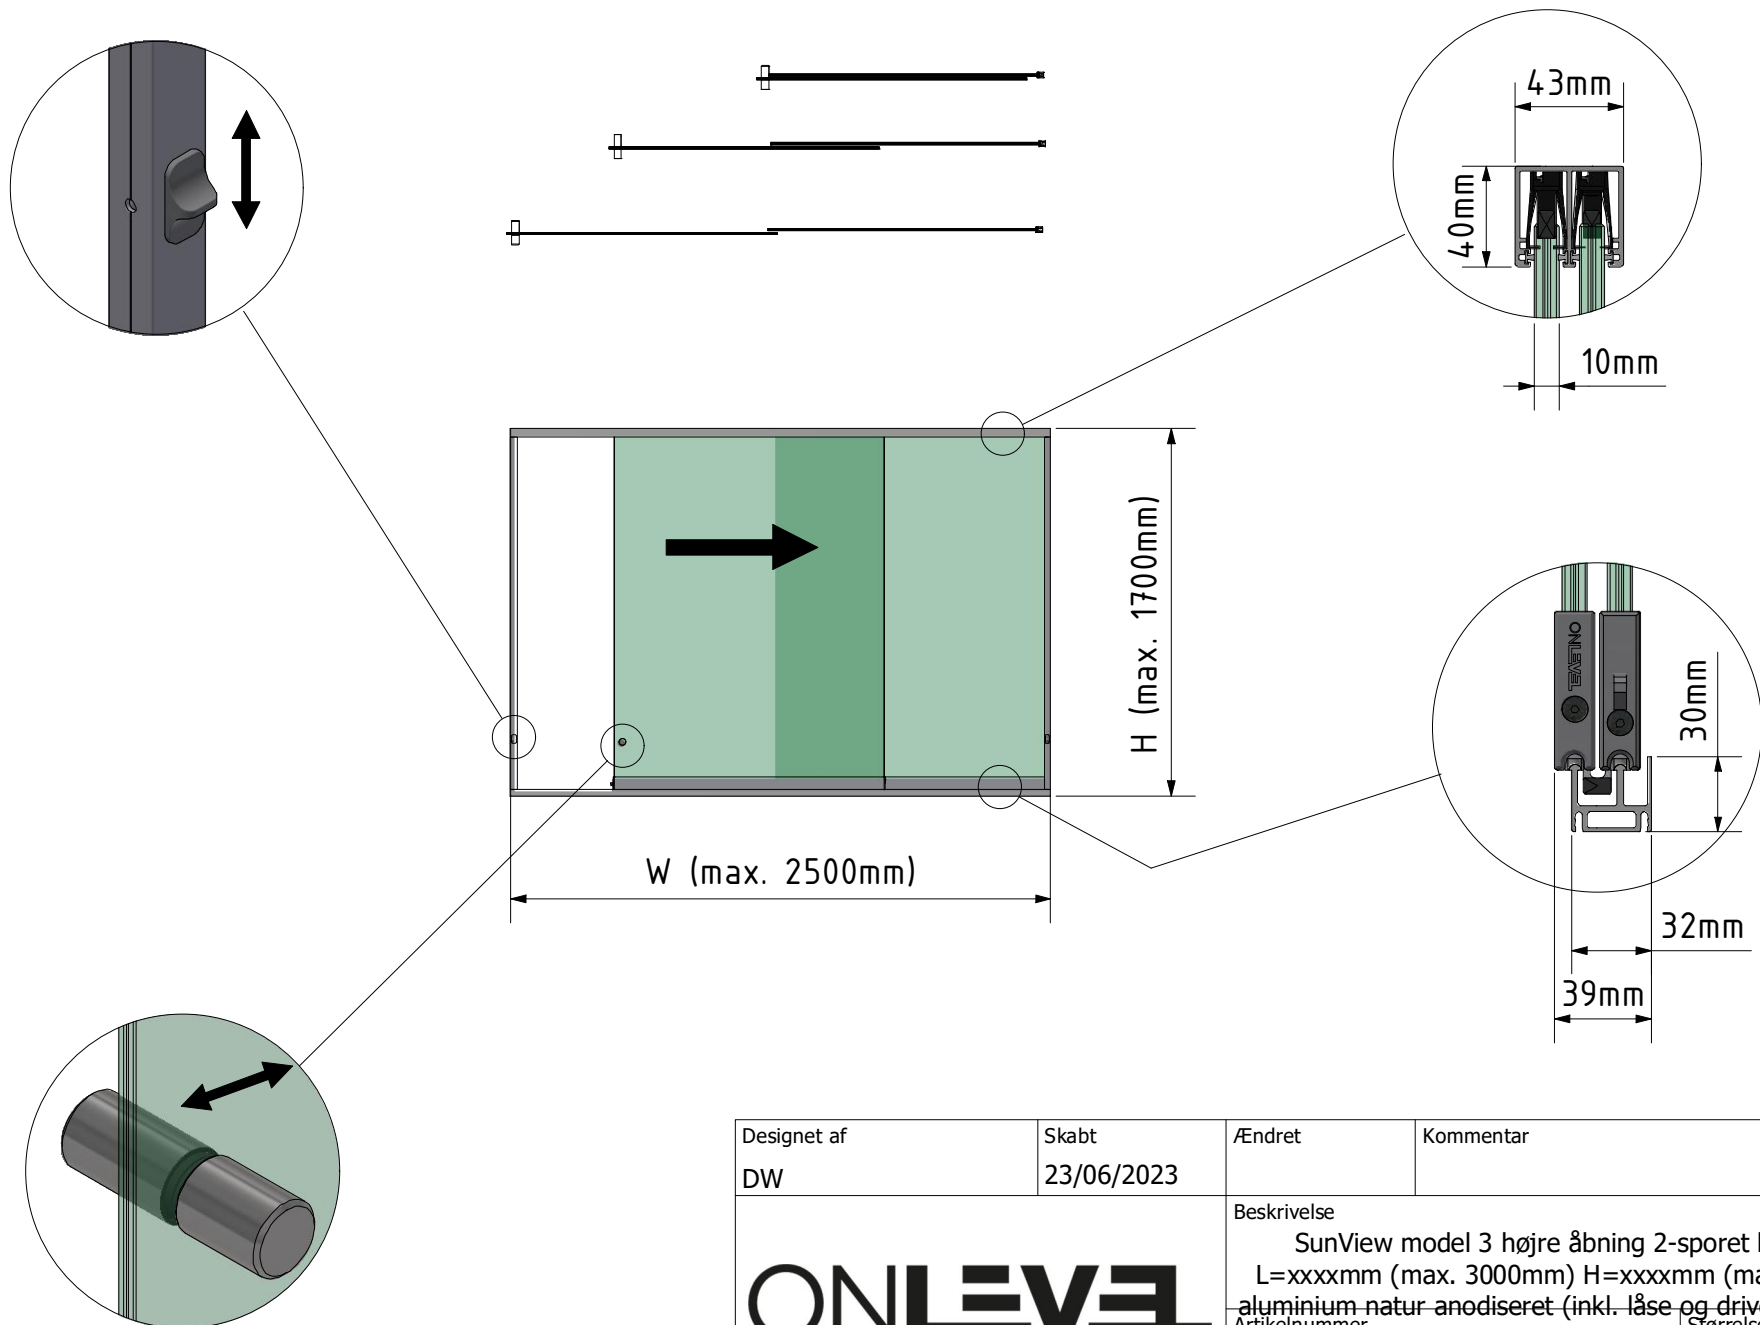 43mm
40mm
10mm
H (max. 1700mm)
W (max. 2500mm)
ONLEVEL
30mm
32mm
39mm
Designet af
DW
Skabt
23/06/2023
Ændret
Kommentar
ONLEVEL
Beskrivelse
SunView model 3 højre åbning 2-sporet
L=xxxxmm (max. 3000mm) H=xxxxmm
aluminium natur anodiseret (inkl. låse og
Artikelnummer